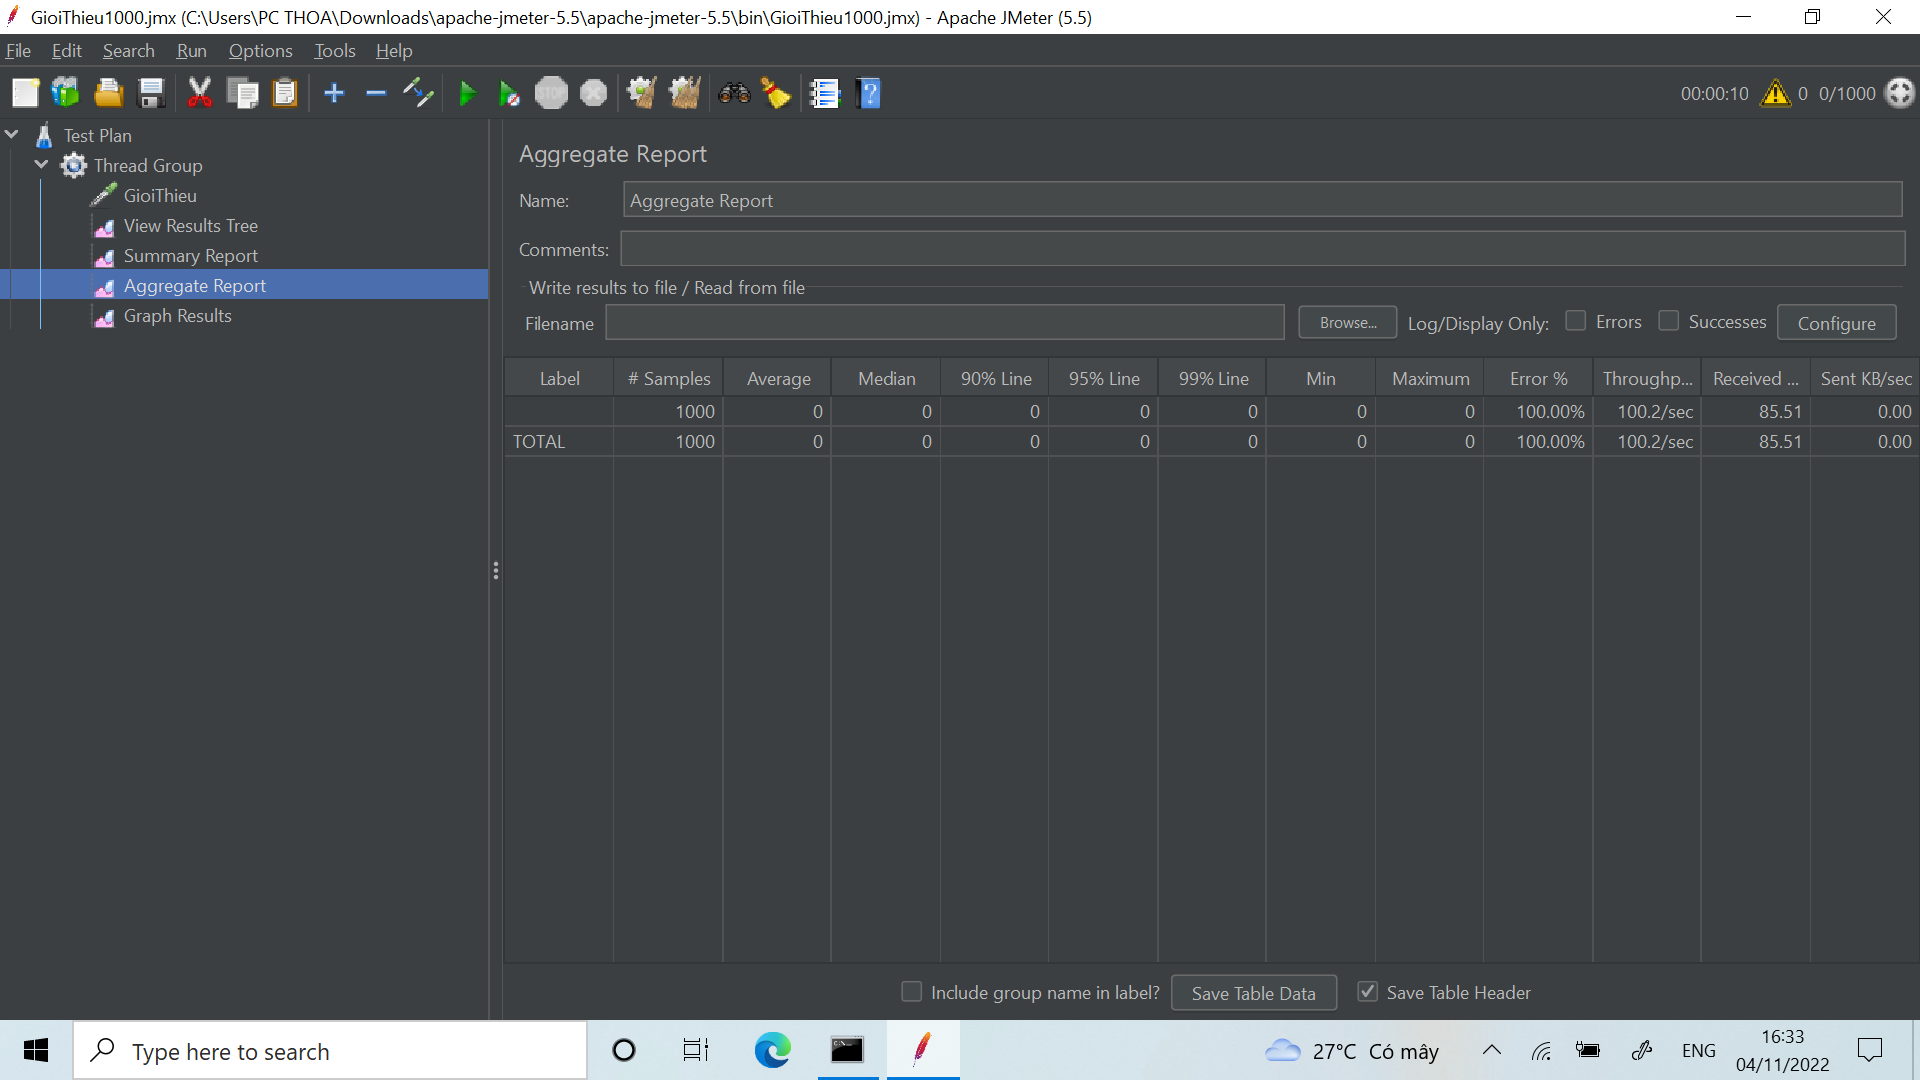 GioiThieu1000.jmx (C:\Users\PC THOA\Downloads\apache-jmeter-5.5\apache-jmeter-5.5\bin\GioiThieu1000.jmx) - Apache JMeter (5.5)
File Edit Search Run Options Tools Help
STOP 00:00:10 0 0/1000
Test Plan
Thread Group
GioiThieu
View Results Tree
Summary Report
Aggregate Report
Graph Results
Aggregate Report
Name: Aggregate Report
Comments:
Write results to file / Read from file
Filename Browse... Log/Display Only: Errors Successes Configure
Label # Samples Average Median 90% Line 95% Line 99% Line Min Maximum Error % Throughp... Received ... Sent KB/sec
1000 0 0 0 0 0 0 0 100.00% 100.2/sec 85.51 0.00
TOTAL 1000 0 0 0 0 0 0 0 100.00% 100.2/sec 85.51 0.00
Include group name in label? Save Table Data Save Table Header
Type here to search
27°C Có mây
ENG
16:33
04/11/2022